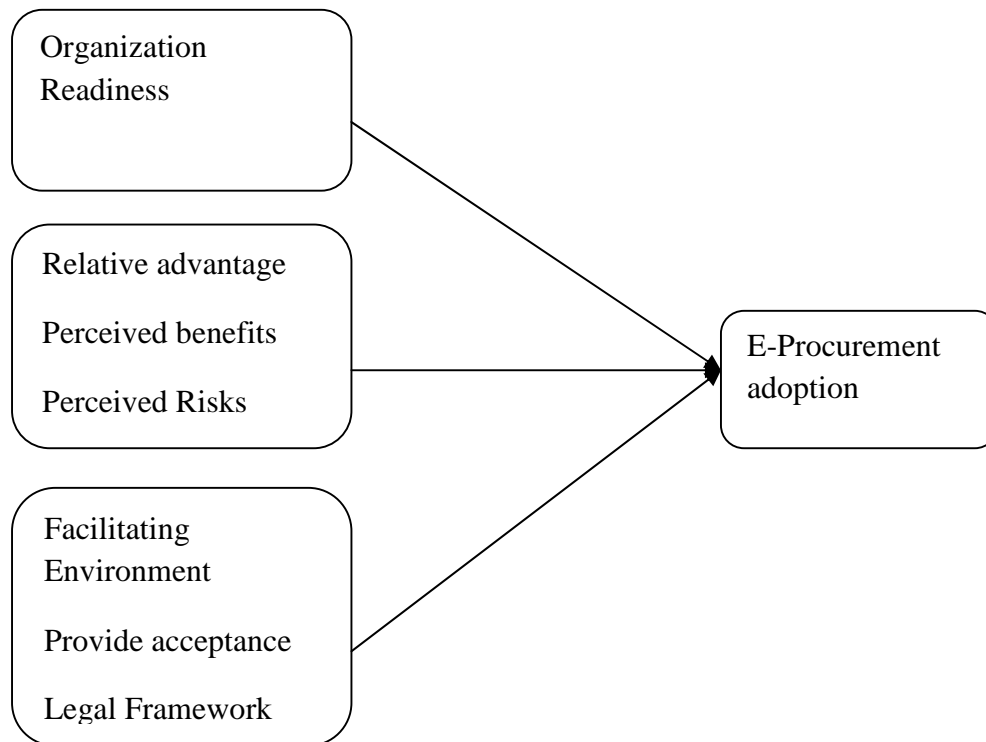 Organization
Readiness
Relative advantage
Perceived benefits
Perceived Risks
E-Procurement
adoption
Facilitating
Environment
Provide acceptance
Legal Framework